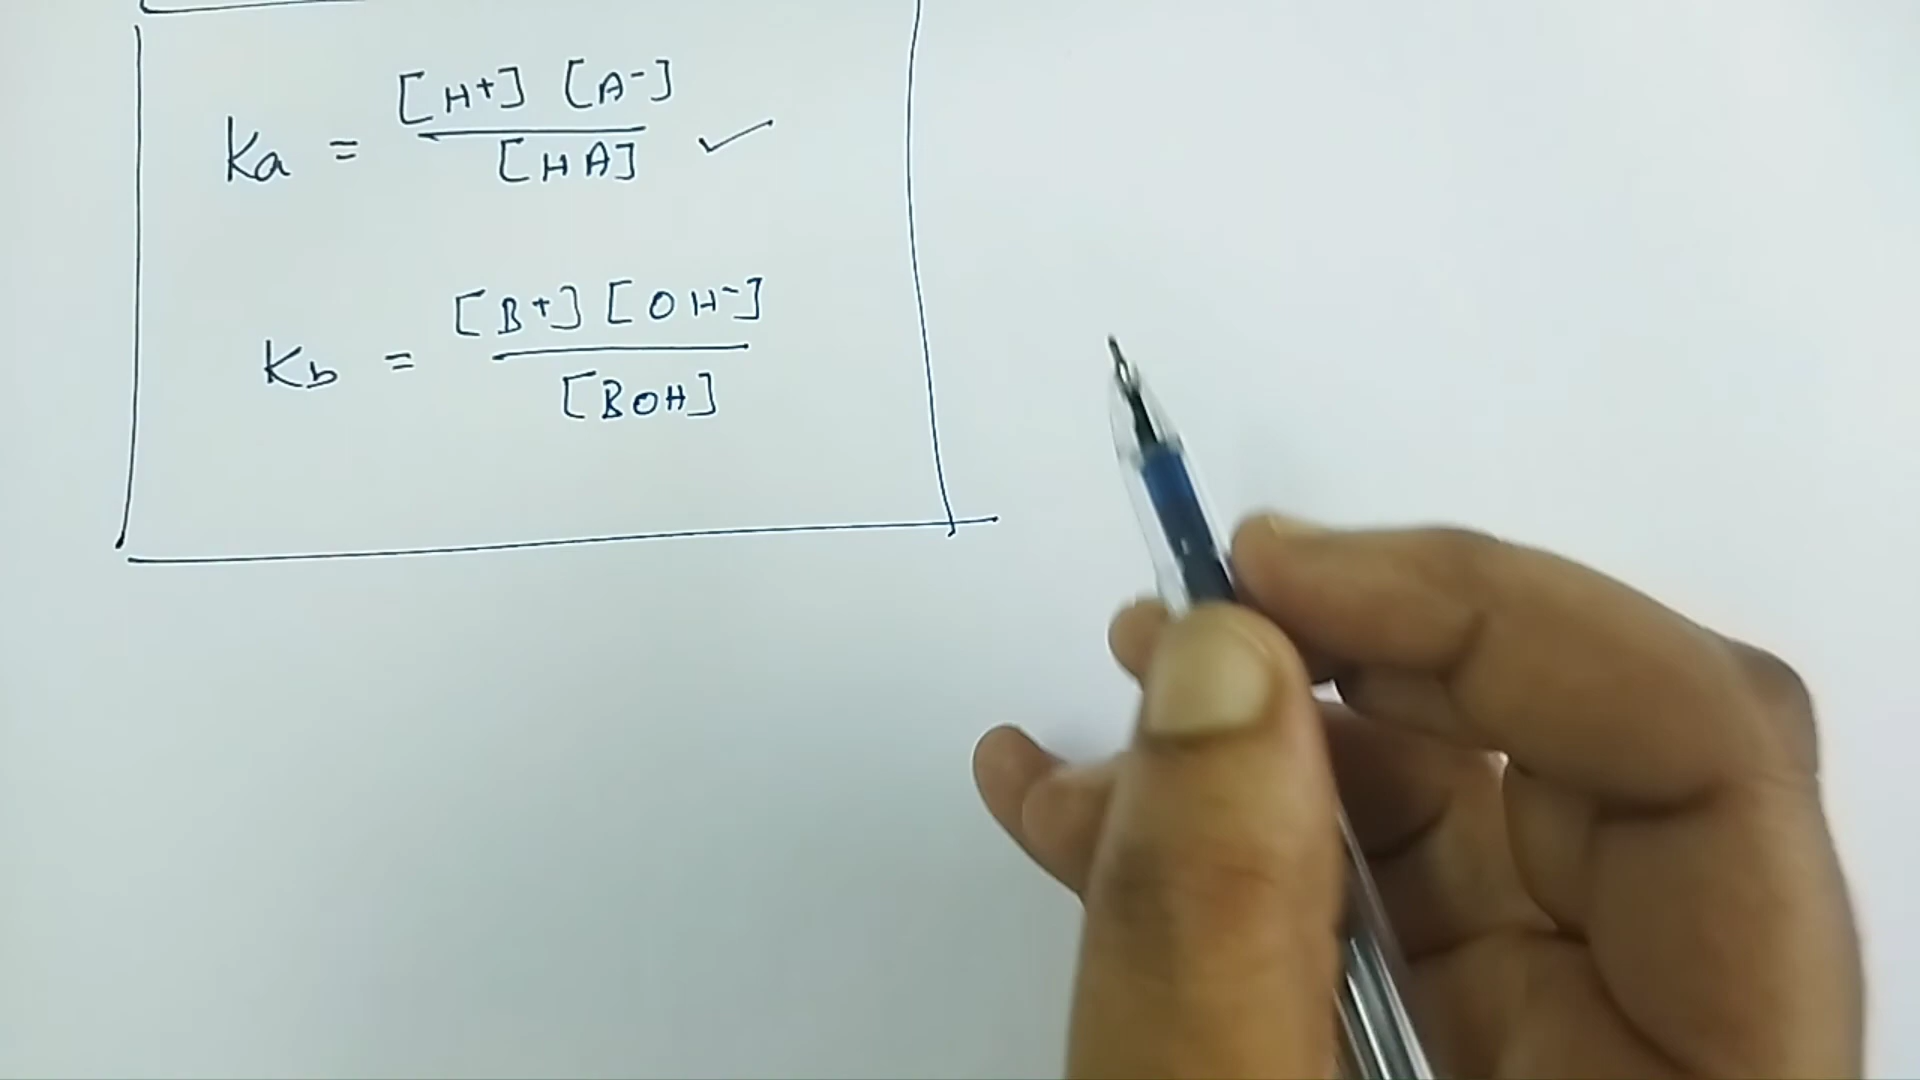 [H+] [A-]
Ka = [HA] ✓
[B+] [OH-]
Kb = [BOH]